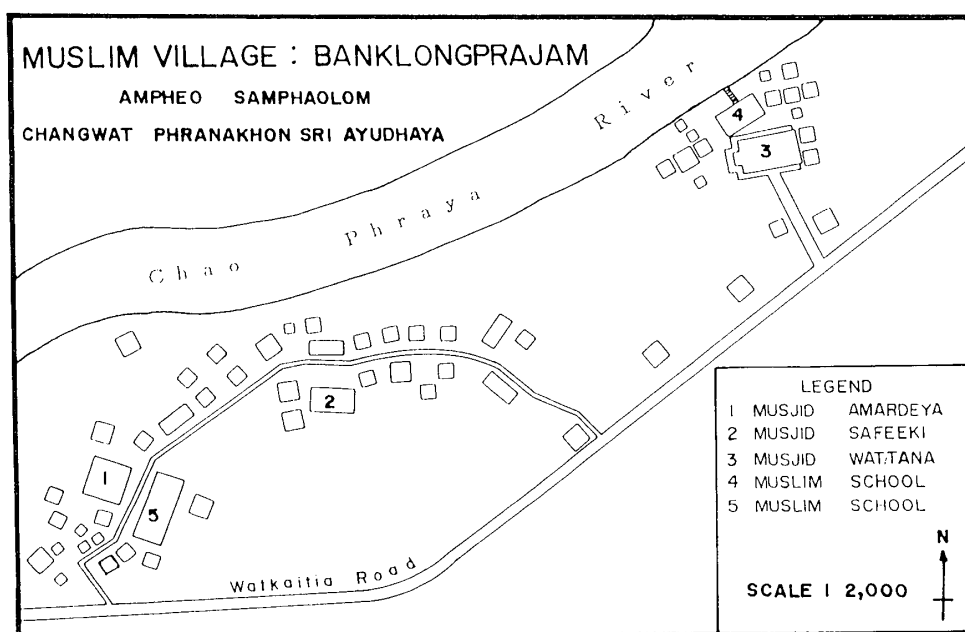 MUSLIM VILLAGE : BANKLONGPRAJAM
AMPHEO SAMPHAOLOM
CHANGWAT PHRANAKHON SRI AYUDHAYA
Chao Phraya River
4
3
2
1
5
Watkaitia Road
LEGEND
1 MUSJID AMARDEYA
2 MUSJID SAFEEKI
3 MUSJID WATTANA
4 MUSLIM SCHOOL
5 MUSLIM SCHOOL
N
SCALE 1 2,000